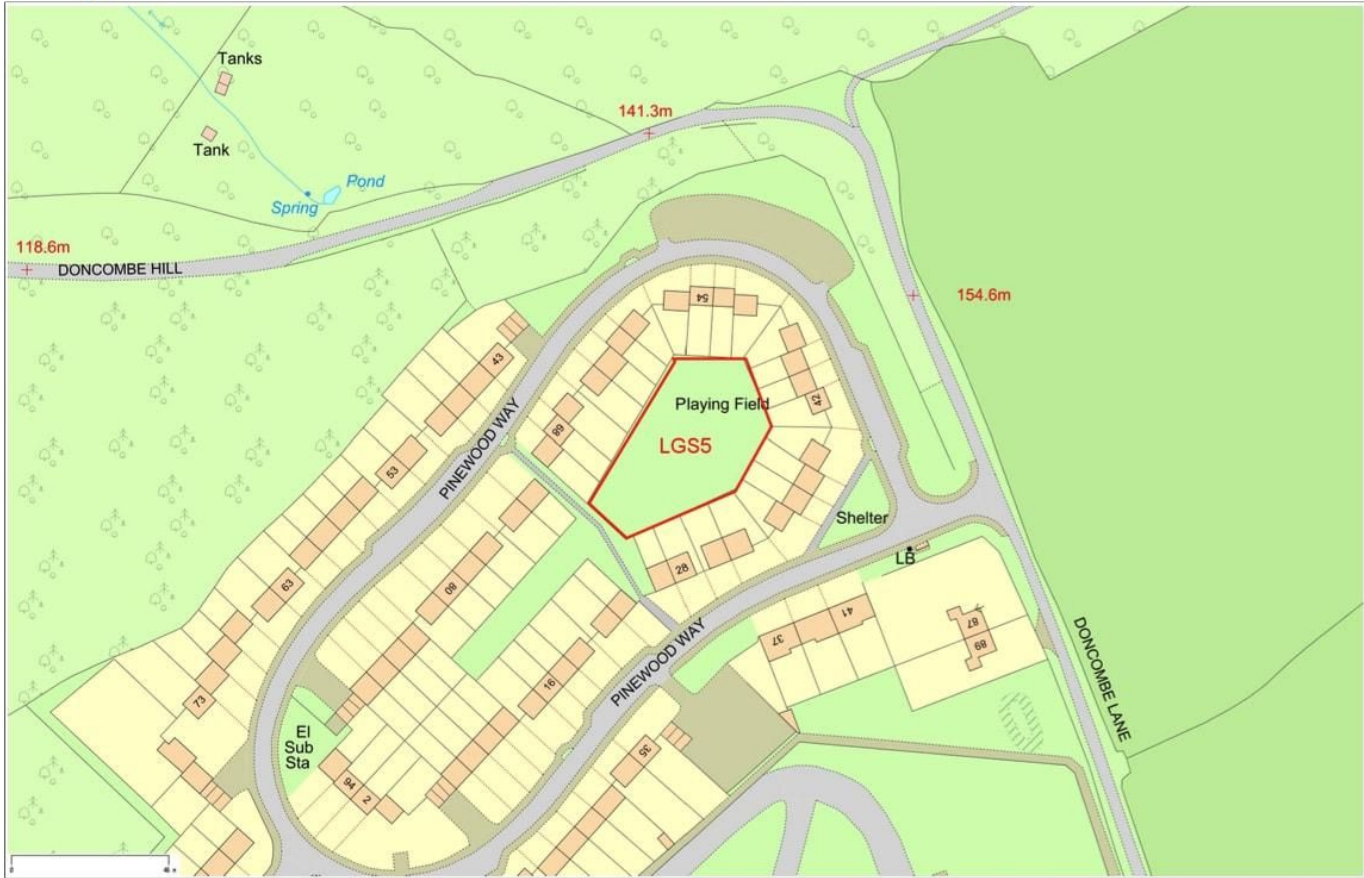 Tanks
141.3m
Tank
Pond
Spring
118.6m
DONCOMBE HILL
154.6m
54
43
42
Playing Field
68
LGS5
53
PINEWOOD WAY
Shelter
LB
28
63
80
41
37
87
89
DONCOMBE LANE
PINEWOOD WAY
16
73
El
Sub
Sta
35
94
2